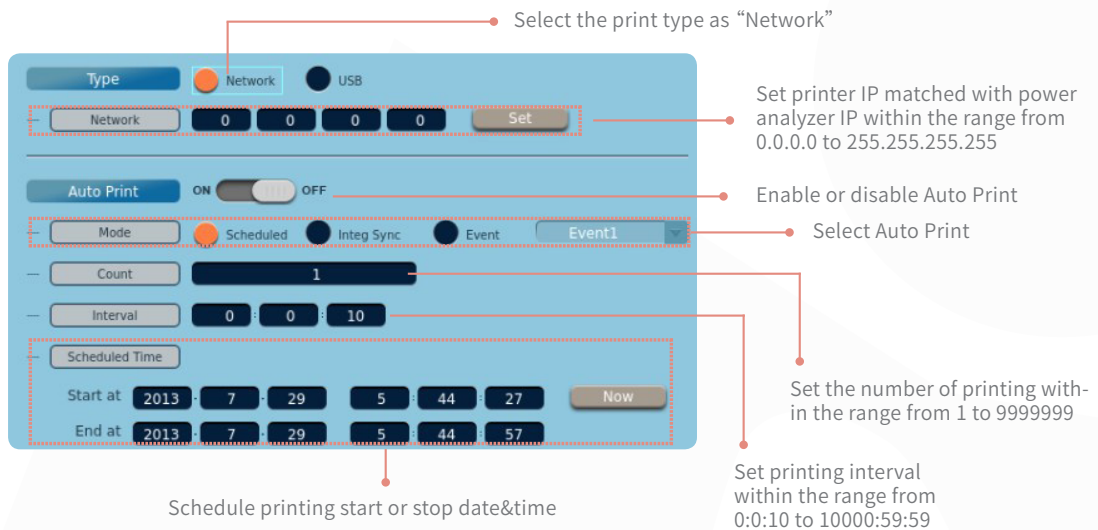 Select the print type as “Network”
Type Network USB
Network 0 0 0 0 Set
Set printer IP matched with power
analyzer IP within the range from
0.0.0.0 to 255.255.255.255
Auto Print ON OFF
Enable or disable Auto Print
Mode Scheduled Integ Sync Event Event1
Select Auto Print
Count 1
Interval 0 : 0 : 10
Scheduled Time
Start at 2013 - 7 - 29 5 : 44 : 27 Now
End at 2013 - 7 - 29 5 : 44 : 57
Set the number of printing with-
in the range from 1 to 9999999
Set printing interval
within the range from
0:0:10 to 10000:59:59
Schedule printing start or stop date&time